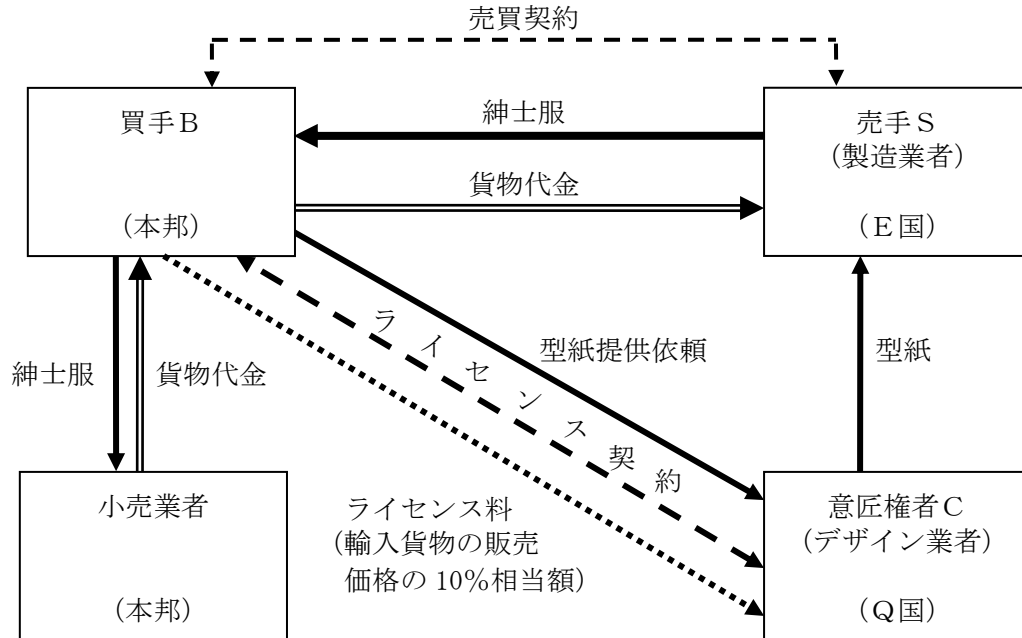 売買契約
買手Ｂ
（本邦）
紳士服
貨物代金
売手Ｓ
（製造業者）
（Ｅ国）
紳士服
貨物代金
ライセンス契約
型紙提供依頼
型紙
小売業者
（本邦）
ライセンス料
（輸入貨物の販売
価格の 10％相当額）
意匠権者Ｃ
（デザイン業者）
（Ｑ国）